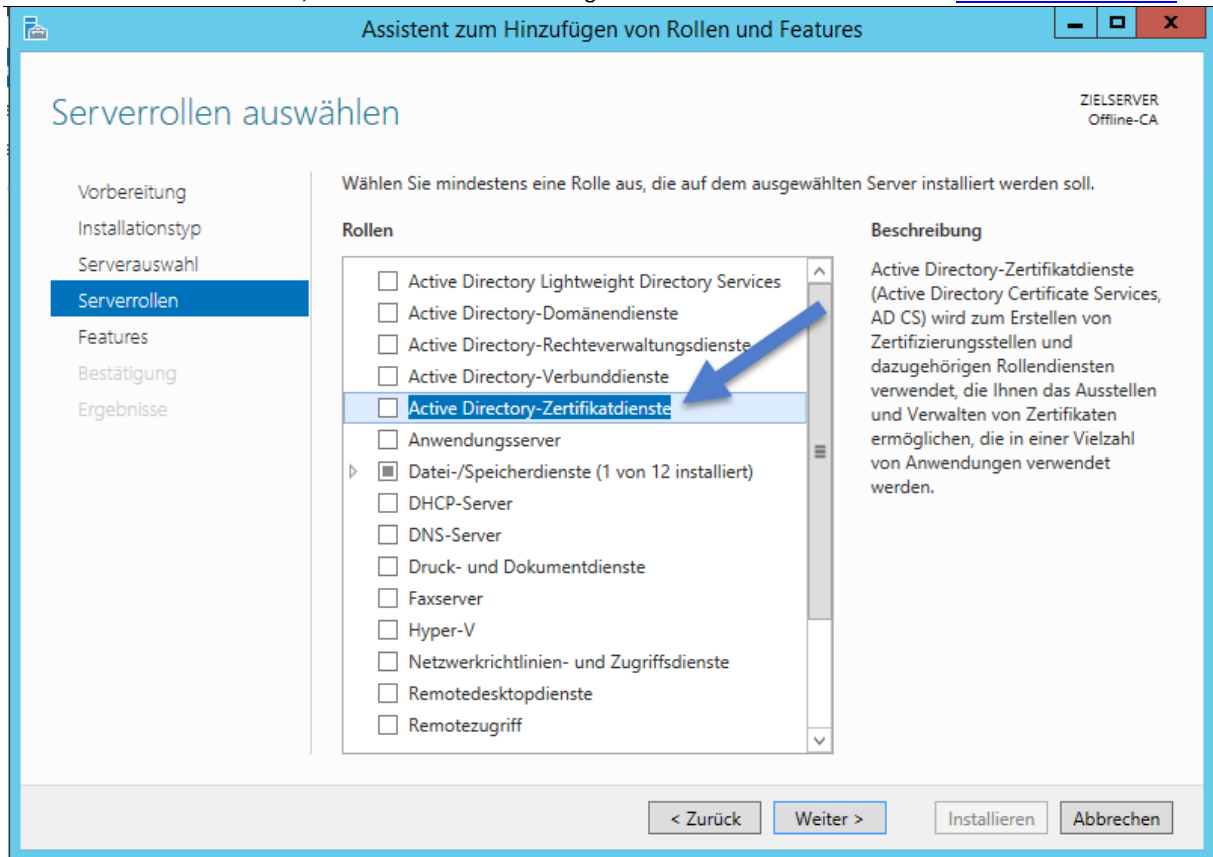 Assistent zum Hinzufügen von Rollen und Features
Serverrollen auswählen
ZIELSERVER
Offline-CA
Vorbereitung
Installationstyp
Serverauswahl
Serverrollen
Features
Bestätigung
Ergebnisse
Wählen Sie mindestens eine Rolle aus, die auf dem ausgewählten Server installiert werden soll.
Rollen
Active Directory Lightweight Directory Services
Active Directory-Domänendienste
Active Directory-Rechteverwaltungsdienste
Active Directory-Verbunddienste
Active Directory-Zertifikatdienste
Anwendungsserver
Datei-/Speicherdienste (1 von 12 installiert)
DHCP-Server
DNS-Server
Druck- und Dokumentdienste
Faxserver
Hyper-V
Netzwerkrichtlinien- und Zugriffsdienste
Remotedesktopdienste
Remotezugriff
Beschreibung
Active Directory-Zertifikatdienste
(Active Directory Certificate Services,
AD CS) wird zum Erstellen von
Zertifizierungsstellen und
dazugehörigen Rollendiensten
verwendet, die Ihnen das Ausstellen
und Verwalten von Zertifikaten
ermöglichen, die in einer Vielzahl
von Anwendungen verwendet
werden.
< Zurück
Weiter >
Installieren
Abbrechen